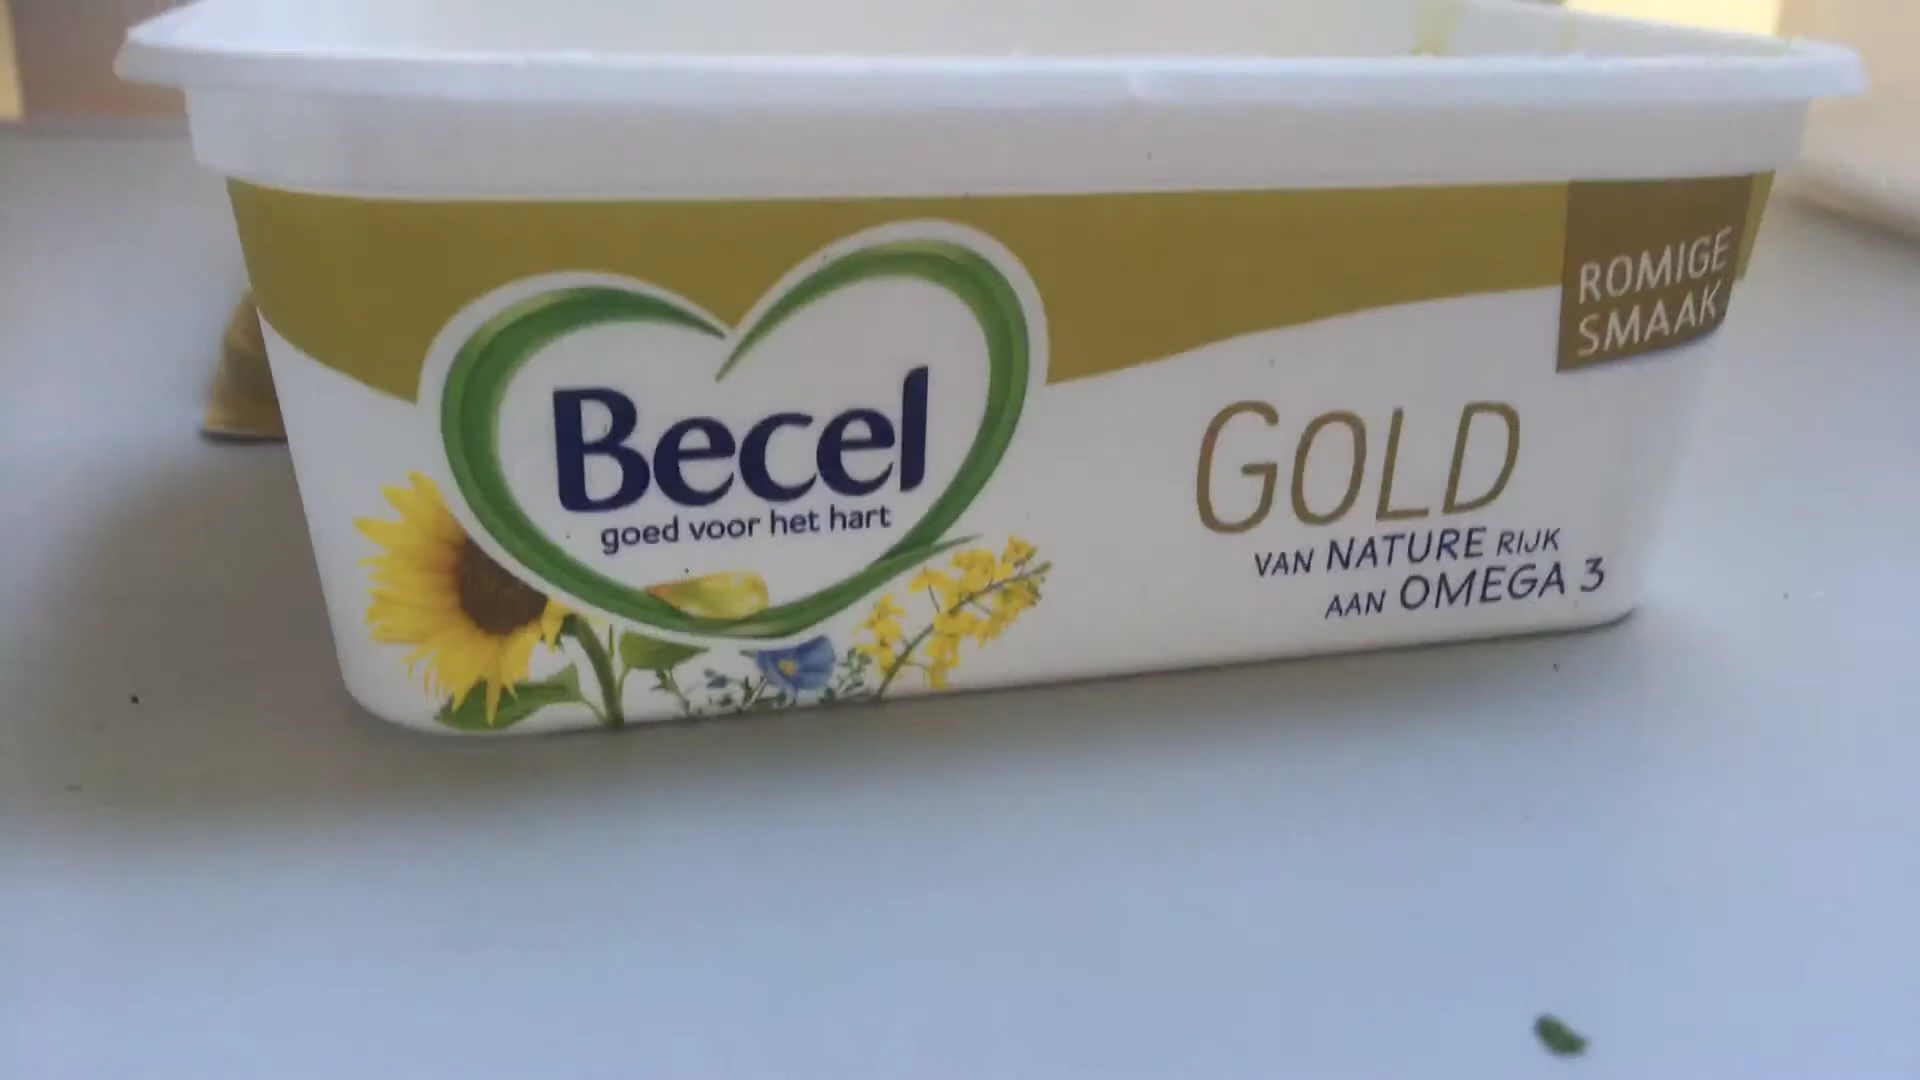 Becel
goed voor het hart
ROMIGE
SMAAK
GOLD
VAN NATURE RIJK
AAN OMEGA 3